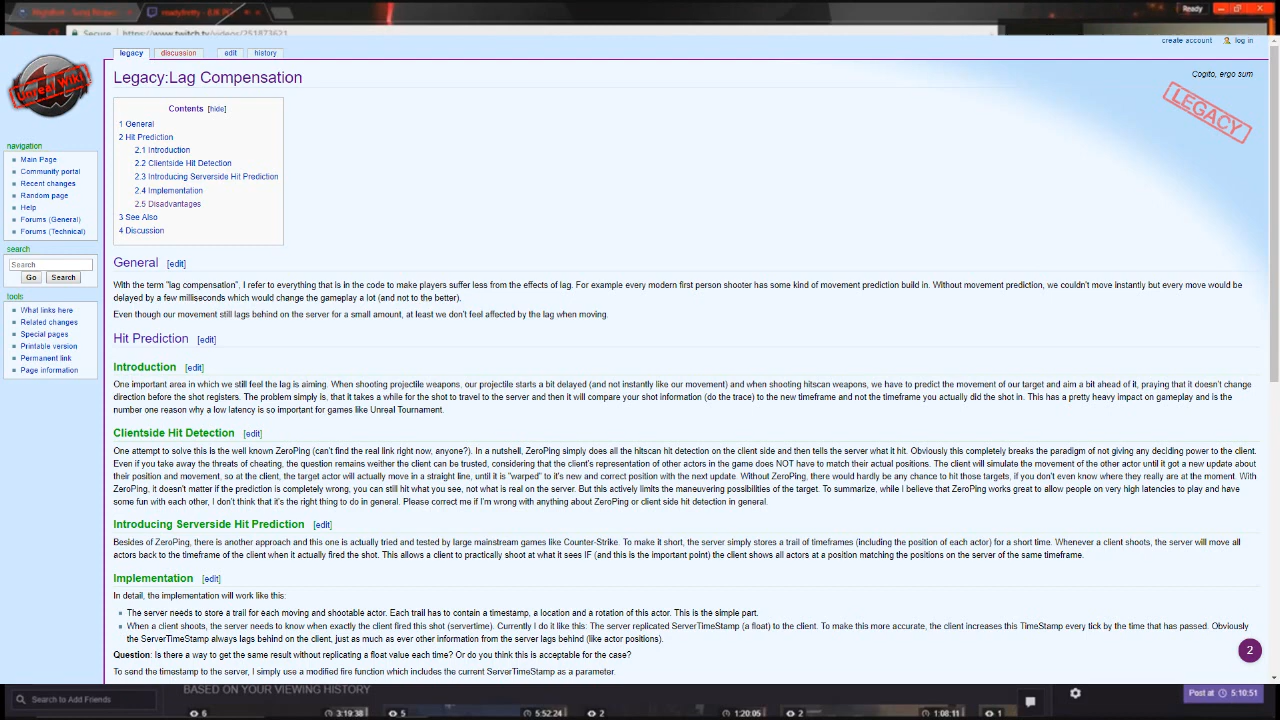 Ready
Secure https://www.twitch.tv/videos/251873621
legacy discussion edit history
create account log in
Legacy:Lag Compensation
Cogito, ergo sum
LEGACY
Unreal Wiki
Contents [hide]
1 General
2 Hit Prediction
2.1 Introduction
2.2 Clientside Hit Detection
2.3 Introducing Serverside Hit Prediction
2.4 Implementation
2.5 Disadvantages
3 See Also
4 Discussion
navigation
Main Page
Community portal
Recent changes
Random page
Help
Forums (General)
Forums (Technical)
search
Search
Go Search
tools
What links here
Related changes
Special pages
Printable version
Permanent link
Page information
General [edit]
With the term "lag compensation", I refer to everything that is in the code to make players suffer less from the effects of lag. For example every modern first person shooter has some kind of movement prediction build in. Without movement prediction, we couldn't move instantly but every move would be
delayed by a few milliseconds which would change the gameplay a lot (and not to the better).
Even though our movement still lags behind on the server for a small amount, at least we don't feel affected by the lag when moving.
Hit Prediction [edit]
Introduction [edit]
One important area in which we still feel the lag is aiming. When shooting projectile weapons, our projectile starts a bit delayed (and not instantly like our movement) and when shooting hitscan weapons, we have to predict the movement of our target and aim a bit ahead of it, praying that it doesn't change
direction before the shot registers. The problem simply is, that it takes a while for the shot to travel to the server and then it will compare your shot information (do the trace) to the new timeframe and not the timeframe you actually did the shot in. This has a pretty heavy impact on gameplay and is the
number one reason why a low latency is so important for games like Unreal Tournament.
Clientside Hit Detection [edit]
One attempt to solve this is the well known ZeroPing (can't find the real link right now, anyone?). In a nutshell, ZeroPing simply does all the hitscan hit detection on the client side and then tells the server what it hit. Obviously this completely breaks the paradigm of not giving any deciding power to the client.
Even if you take away the threats of cheating, the question remains weither the client can be trusted, considering that the client's representation of other actors in the game does NOT have to match their actual positions. The client will simulate the movement of the other actor until it got a new update about
their position and movement, so at the client, the target actor will actually move in a straight line, until it is "warped" to it's new and correct position with the next update. Without ZeroPing, there would hardly be any chance to hit those targets, if you don't even know where they really are at the moment. With
ZeroPing, it doesn't matter if the prediction is completely wrong, you can still hit what you see, not what is real on the server. But this actively limits the maneuvering possibilities of the target. To summarize, while I believe that ZeroPing works great to allow people on very high latencies to play and have
some fun with each other, I don't think that it's the right thing to do in general. Please correct me if I'm wrong with anything about ZeroPing or client side hit detection in general.
Introducing Serverside Hit Prediction [edit]
Besides of ZeroPing, there is another approach and this one is actually tried and tested by large mainstream games like Counter-Strike. To make it short, the server simply stores a trail of timeframes (including the position of each actor) for a short time. Whenever a client shoots, the server will move all
actors back to the timeframe of the client when it actually fired the shot. This allows a client to practically shoot at what it sees IF (and this is the important point) the client shows all actors at a position matching the positions on the server of the same timeframe.
Implementation [edit]
In detail, the implementation will work like this:
The server needs to store a trail for each moving and shootable actor. Each trail has to contain a timestamp, a location and a rotation of this actor. This is the simple part.
When a client shoots, the server needs to know when exactly the client fired this shot (servertime). Currently I do it like this: The server replicated ServerTimeStamp (a float) to the client. To make this more accurate, the client increases this TimeStamp every tick by the time that has passed. Obviously
the ServerTimeStamp always lags behind on the client, just as much as ever other information from the server lags behind (like actor positions).
Question: Is there a way to get the same result without replicating a float value each time? Or do you think this is acceptable for the case?
To send the timestamp to the server, I simply use a modified fire function which includes the current ServerTimeStamp as a parameter.
2
Search to Add Friends
BASED ON YOUR VIEWING HISTORY
Post at 5:10:51
6 3:19:38 5 5:52:24 2 1:20:05 2 1:08:11 1